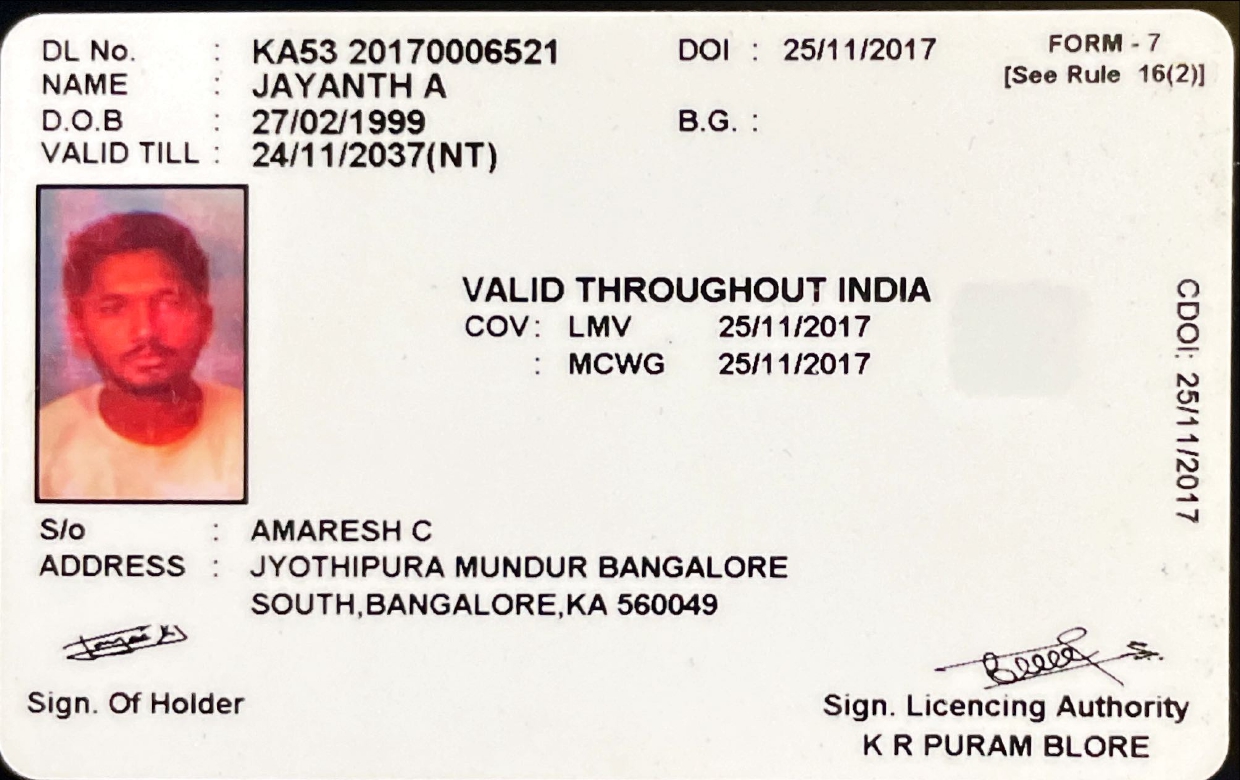 DL No. : KA53 20170006521 DOI : 25/11/2017 FORM - 7
NAME : JAYANTH A [See Rule 16(2)]
D.O.B : 27/02/1999 B.G. :
VALID TILL : 24/11/2037(NT)
VALID THROUGHOUT INDIA
COV: LMV 25/11/2017
: MCWG 25/11/2017
CDOI: 25/11/2017
S/o : AMARESH C
ADDRESS : JYOTHIPURA MUNDUR BANGALORE
SOUTH,BANGALORE,KA 560049
Sign. Of Holder
Sign. Licencing Authority
K R PURAM BLORE